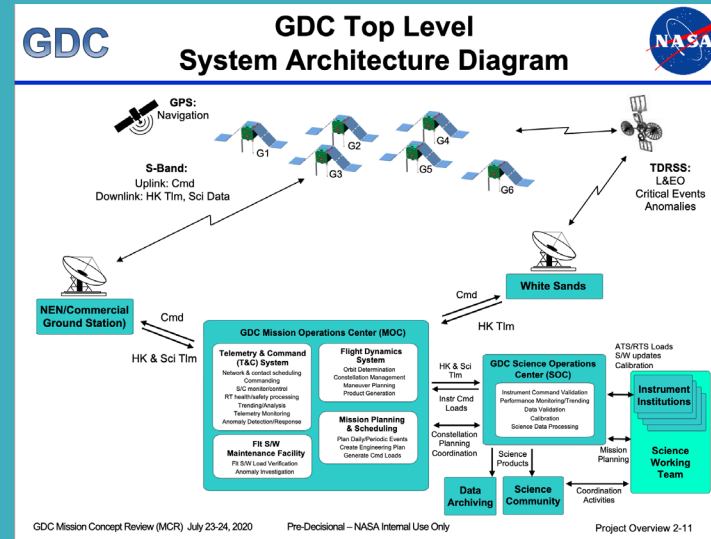 GDC
GDC Top Level
System Architecture Diagram
NASA
GPS:
Navigation
G1
G2
G3
G4
G5
G6
S-Band:
Uplink: Cmd
Downlink: HK Tlm, Sci Data
TDRSS:
L&EO
Critical Events
Anomalies
NEN/Commercial
Ground Station)
White Sands
Cmd
HK & Sci Tlm
Cmd
HK Tlm
GDC Mission Operations Center (MOC)
Telemetry & Command
(T&C) System
Network & contact scheduling
Commanding
S/C monitor/control
RT health/safety processing
Trending/Analysis
Telemetry Monitoring
Anomaly Detection/Response
Flt S/W
Maintenance Facility
Flt S/W Load Verification
Anomaly Investigation
Flight Dynamics
System
Orbit Determination
Constellation Management
Maneuver Planning
Product Generation
Mission Planning
& Scheduling
Plan Daily/Periodic Events
Create Engineering Plan
Generate Cmd Loads
HK & Sci
Tlm
Instr Cmd
Loads
Constellation
Planning
Coordination
GDC Science Operations
Center (SOC)
Instrument Command Validation
Performance Monitoring/Trending
Data Validation
Calibration
Science Data Processing
ATS/RTS Loads
S/W updates
Calibration
Instrument
Institutions
Mission
Planning
Science
Working
Team
Science
Products
Data
Archiving
Science
Community
Coordination
Activities
GDC Mission Concept Review (MCR) July 23-24, 2020
Pre-Decisional – NASA Internal Use Only
Project Overview 2-11